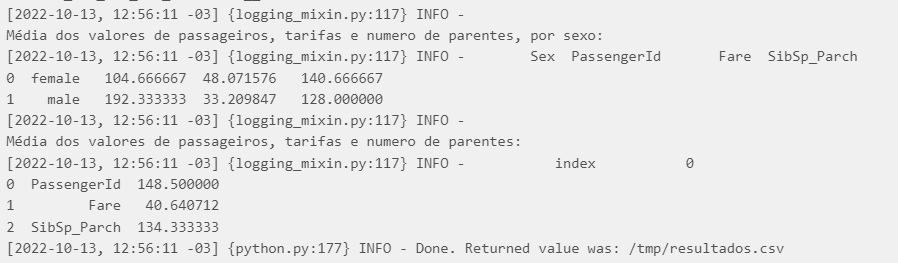 [2022-10-13, 12:56:11 -03] {logging_mixin.py:117} INFO -
Média dos valores de passageiros, tarifas e numero de parentes, por sexo:
[2022-10-13, 12:56:11 -03] {logging_mixin.py:117} INFO -        Sex  PassengerId       Fare  SibSp_Parch
0  female   104.666667  48.071576   140.666667
1    male   192.333333  33.209847   128.000000
[2022-10-13, 12:56:11 -03] {logging_mixin.py:117} INFO -
Média dos valores de passageiros, tarifas e numero de parentes:
[2022-10-13, 12:56:11 -03] {logging_mixin.py:117} INFO -           index           0
0  PassengerId  148.500000
1         Fare   40.640712
2  SibSp_Parch  134.333333
[2022-10-13, 12:56:11 -03] {python.py:177} INFO - Done. Returned value was: /tmp/resultados.csv